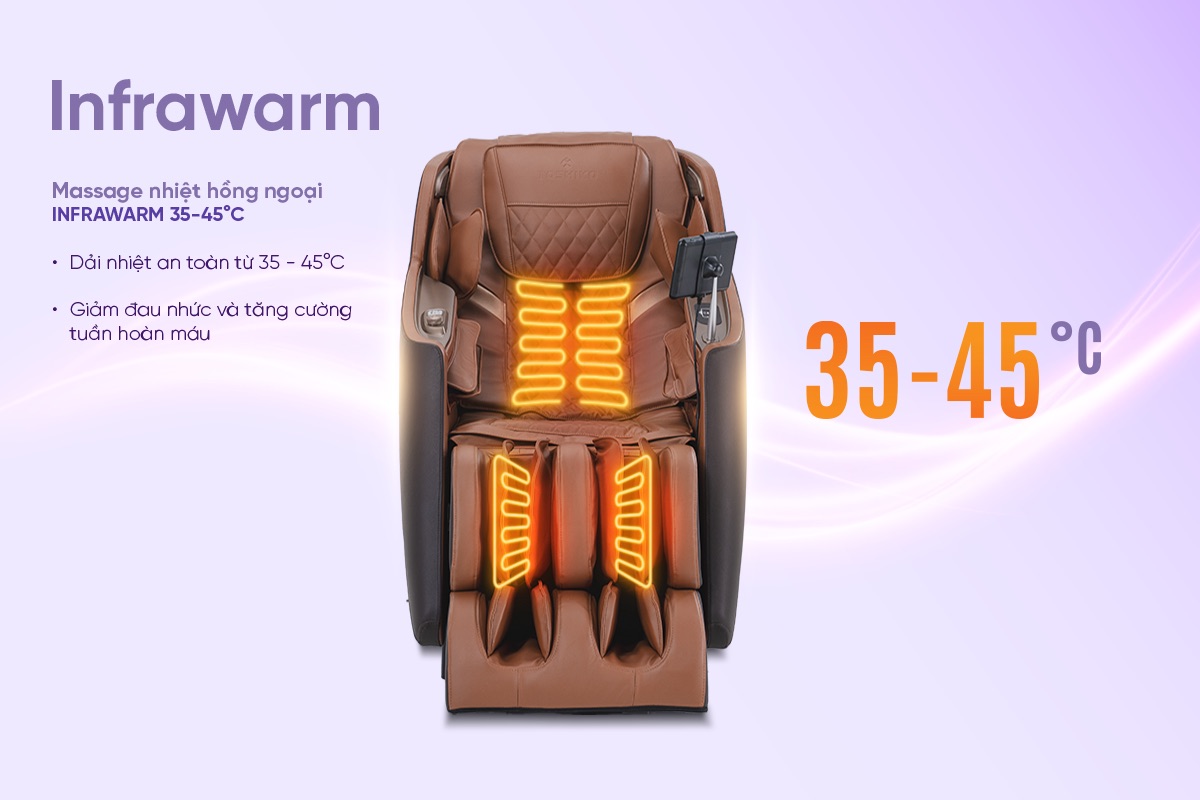 Infrawarm
Massage nhiệt hồng ngoại
INFRAWARM 35-45°C
• Dải nhiệt an toàn từ 35 - 45°C
• Giảm đau nhức và tăng cường
tuần hoàn máu
35-45 °C